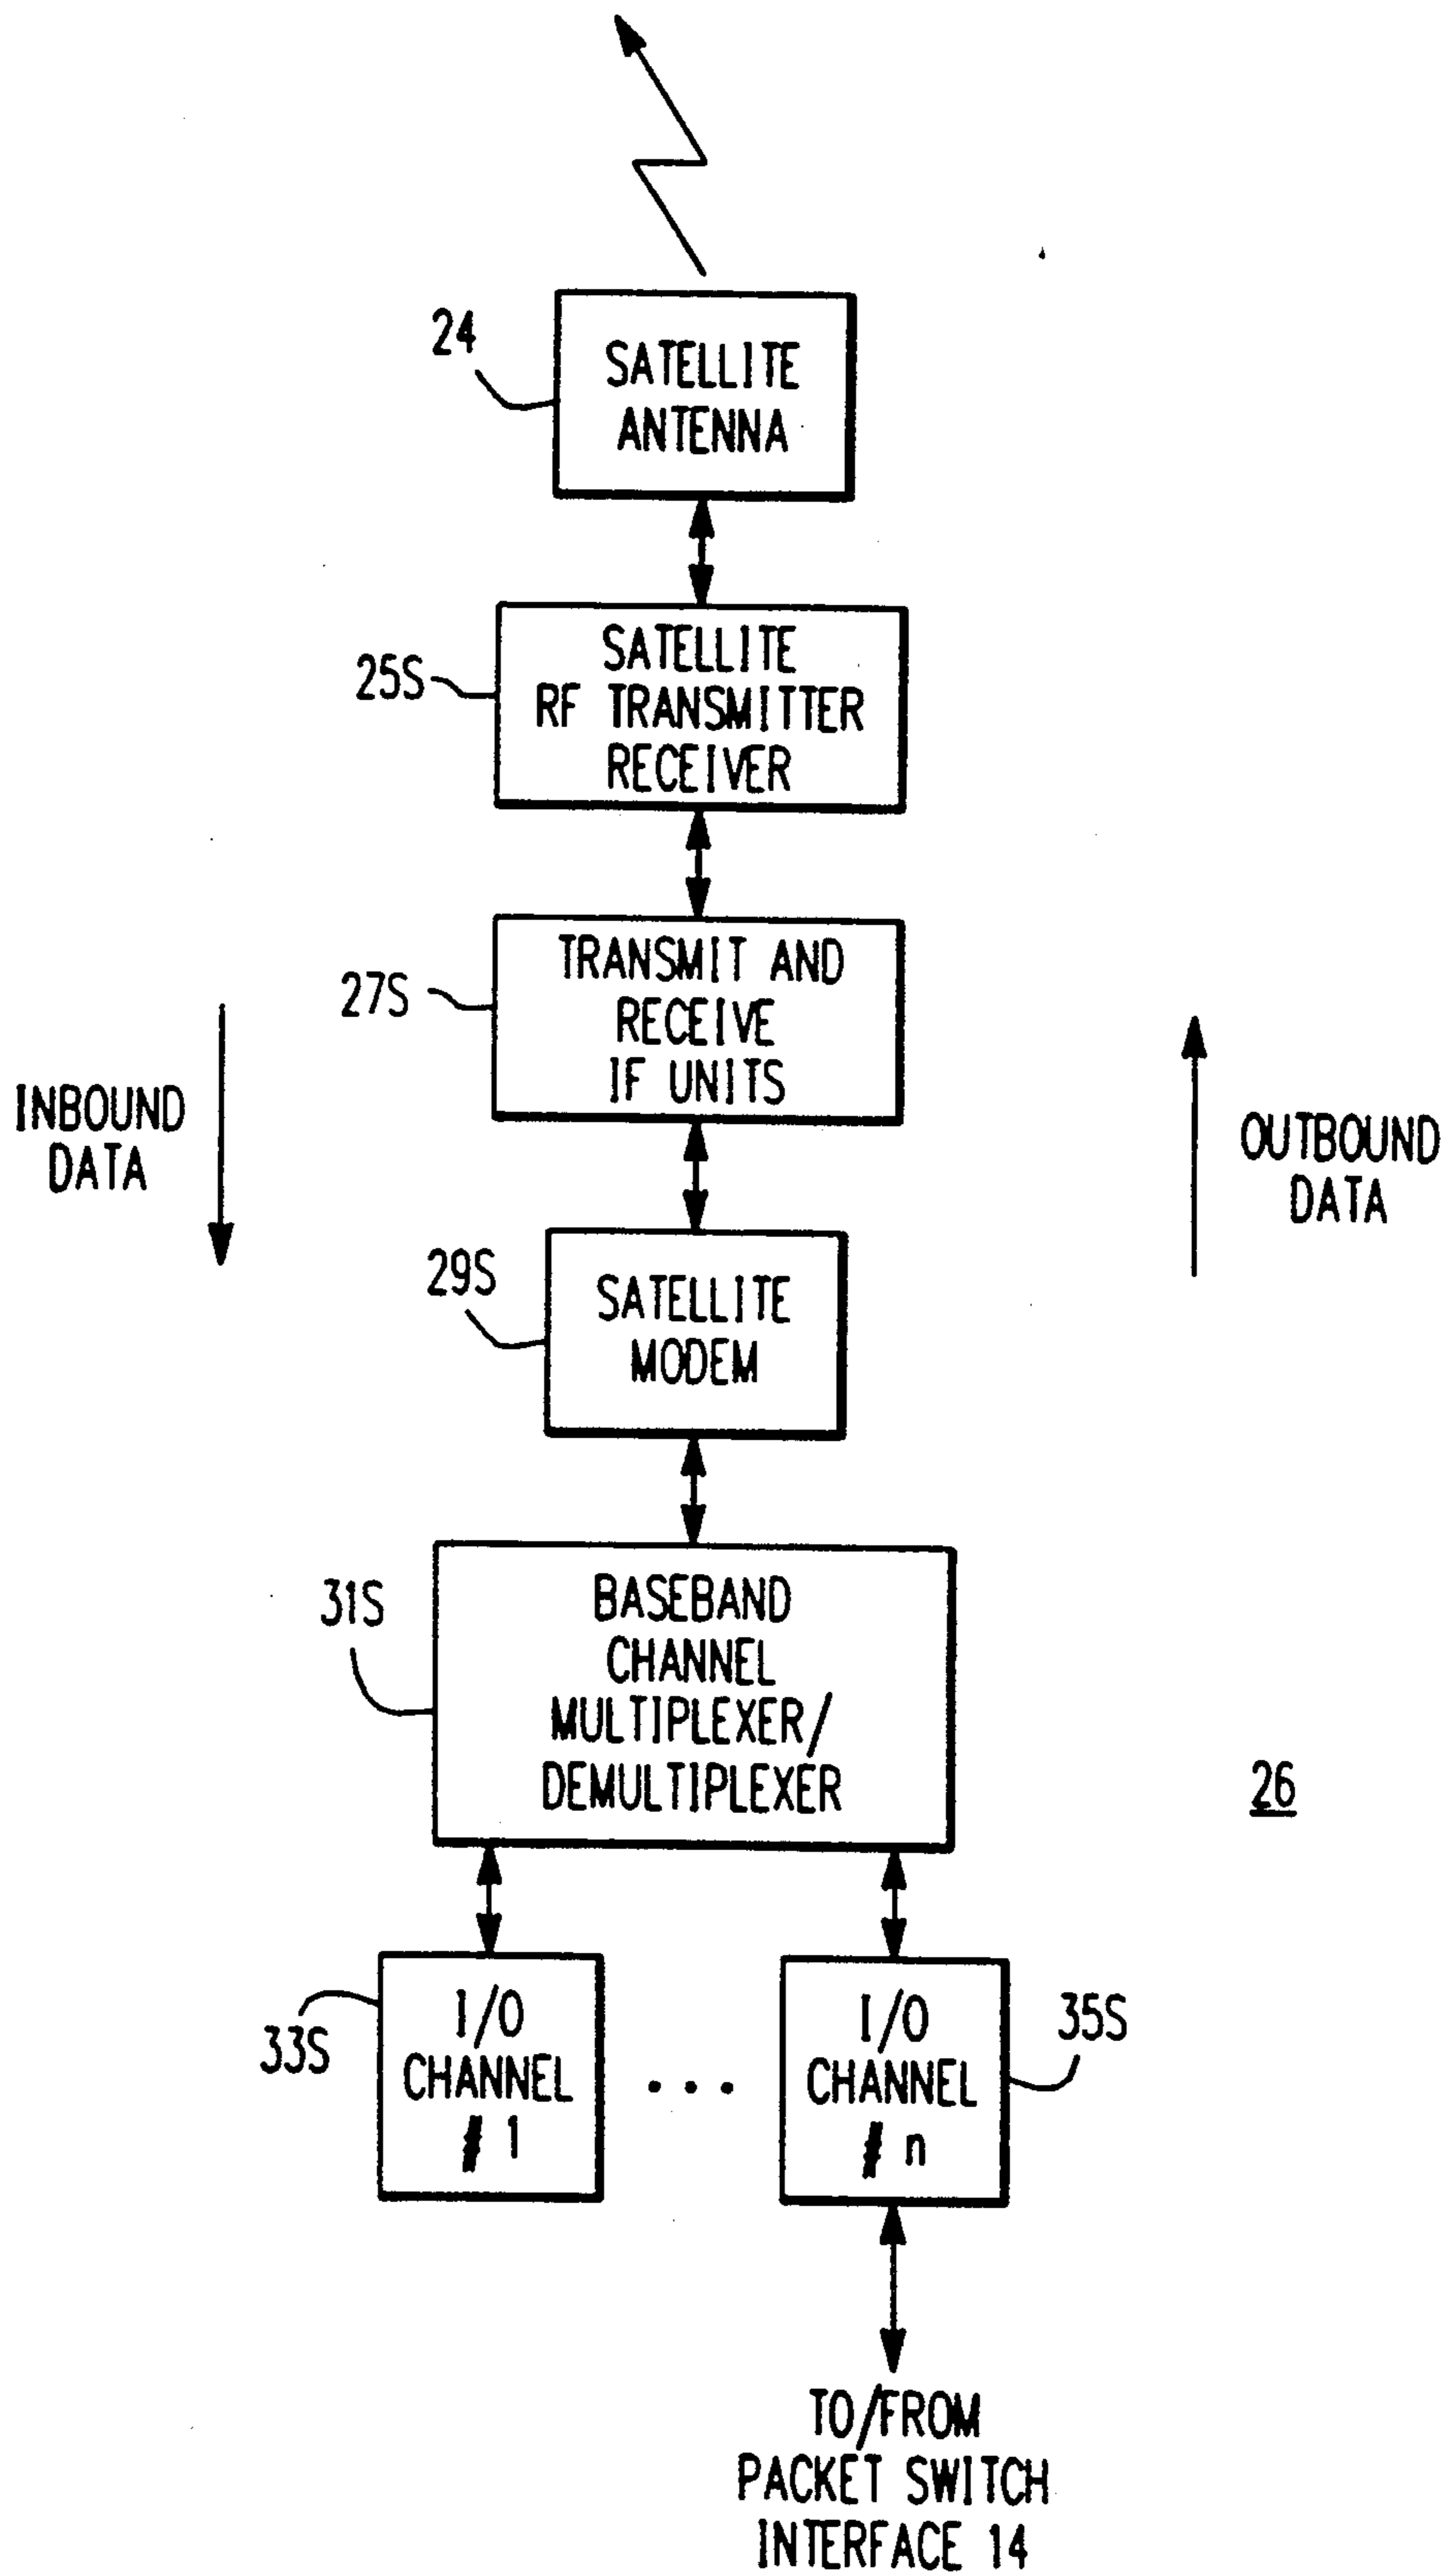 24
SATELLITE
ANTENNA
25S
SATELLITE
RF TRANSMITTER
RECEIVER
27S
TRANSMIT AND
RECEIVE
IF UNITS
INBOUND
DATA
OUTBOUND
DATA
29S
SATELLITE
MODEM
31S
BASEBAND
CHANNEL
MULTIPLEXER/
DEMULTIPLEXER
26
33S
I/O
CHANNEL
# 1
...
I/O
CHANNEL
# n
35S
TO/FROM
PACKET SWITCH
INTERFACE 14